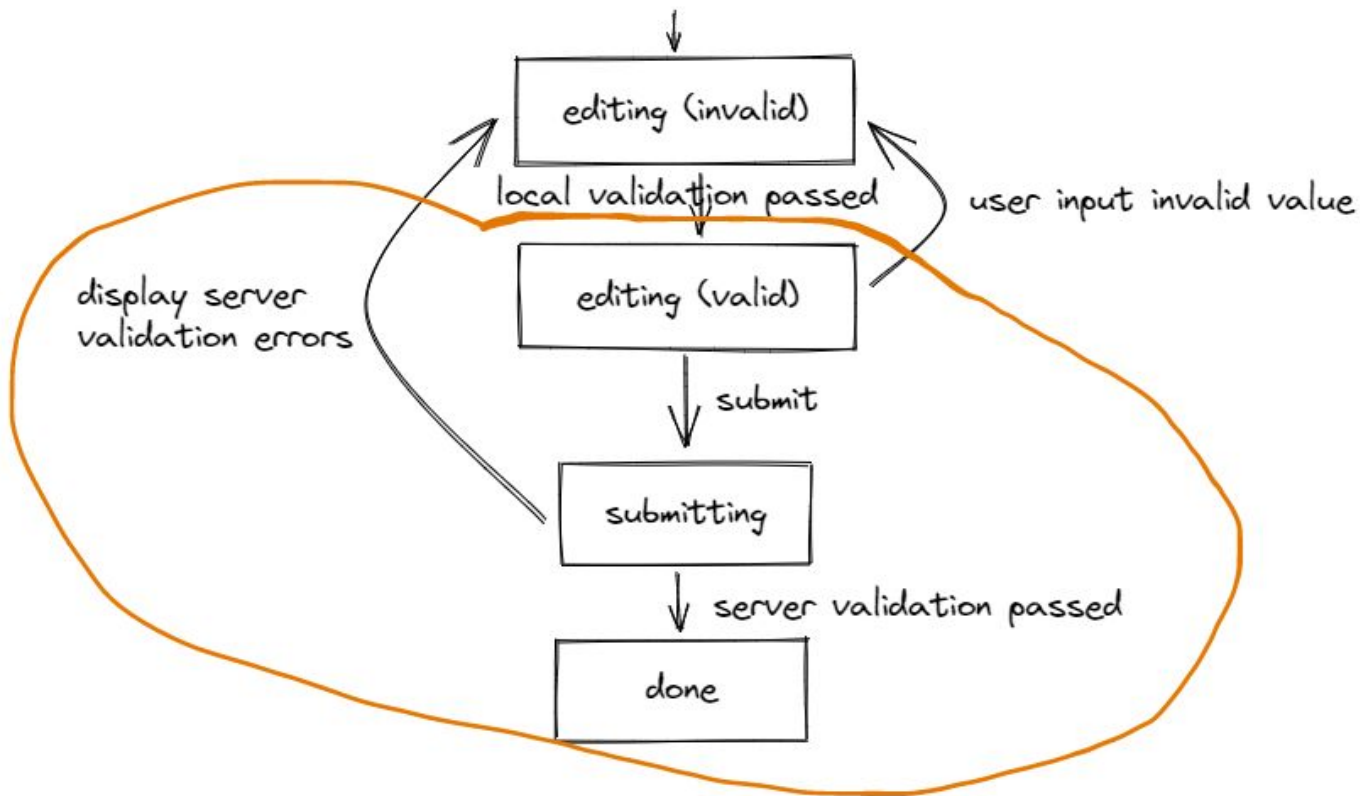 editing (invalid)
local validation passed
user input invalid value
editing (valid)
display server
validation errors
submit
submitting
server validation passed
done